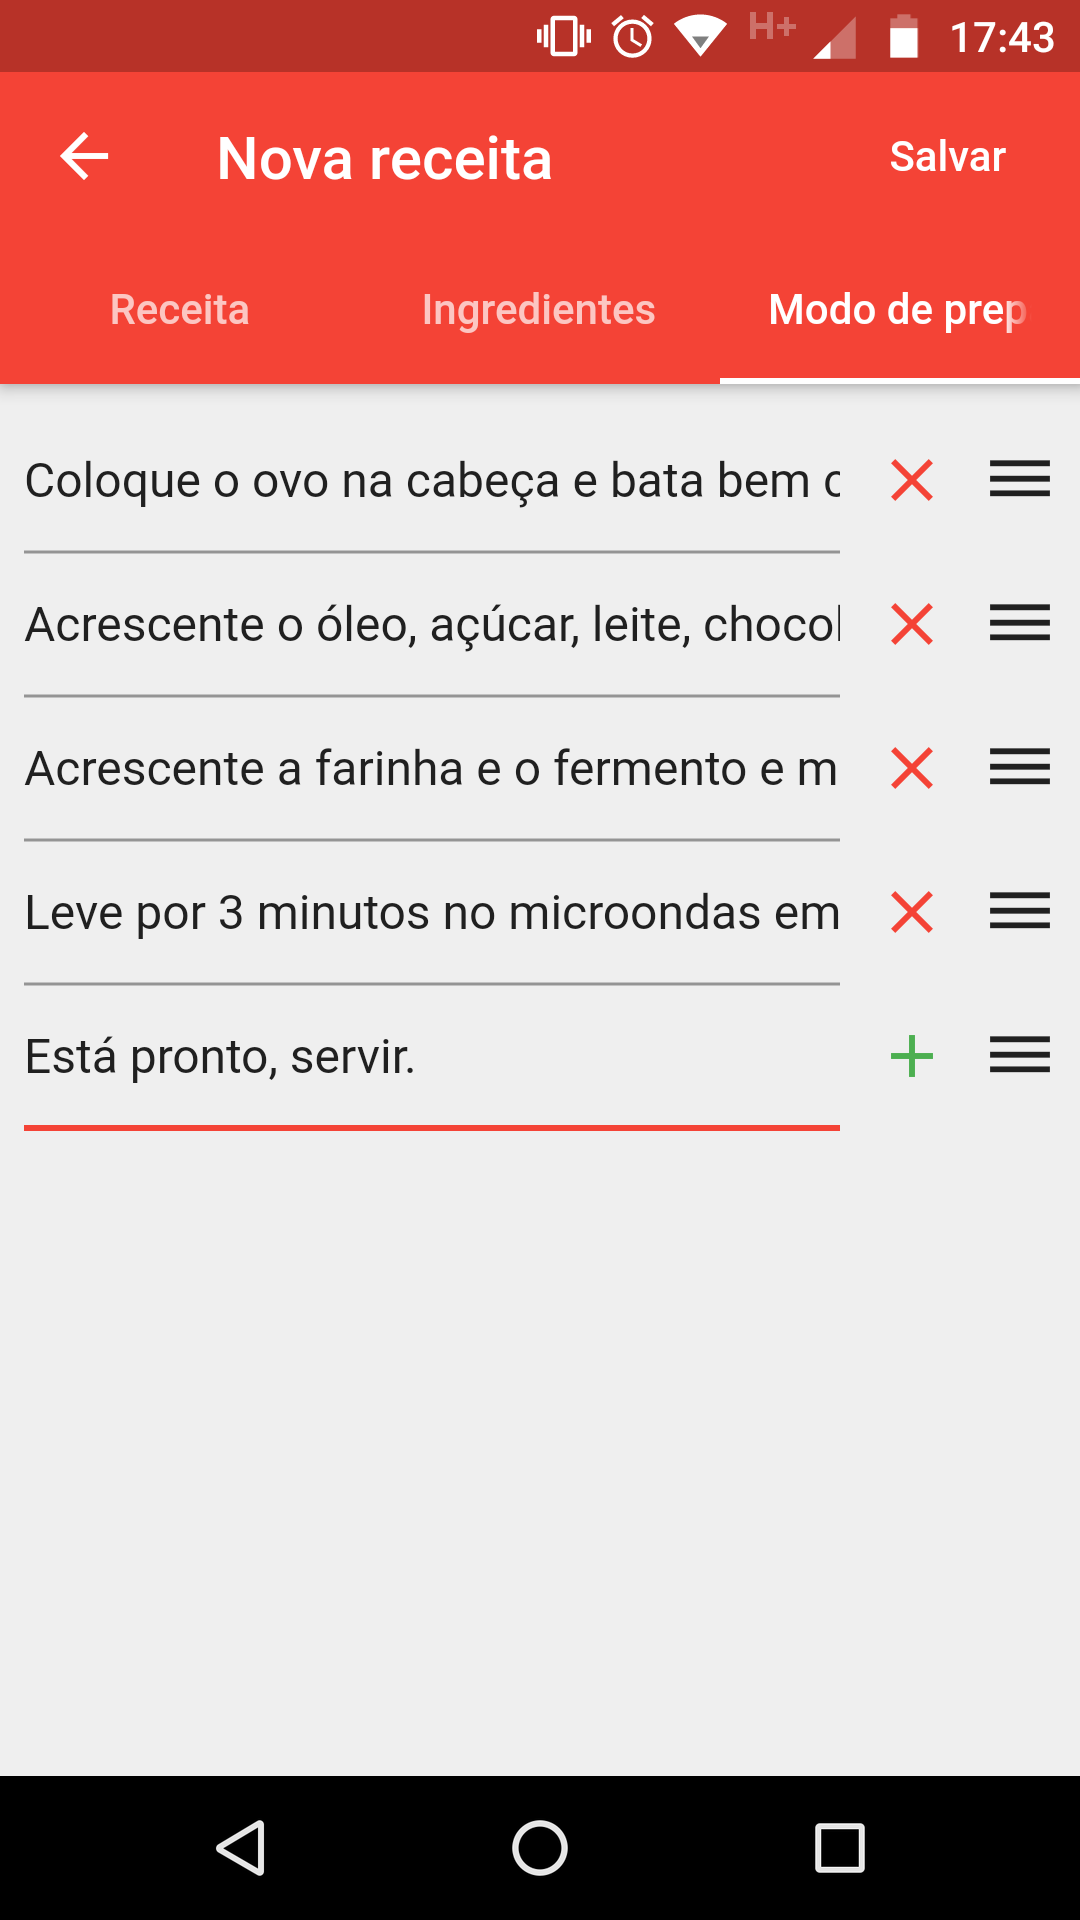 H+ 17:43
Nova receita Salvar
Receita Ingredientes Modo de prep
Coloque o ovo na cabeça e bata bem
Acrescente o óleo, açúcar, leite, chocol
Acrescente a farinha e o fermento e m
Leve por 3 minutos no microondas em
Está pronto, servir.